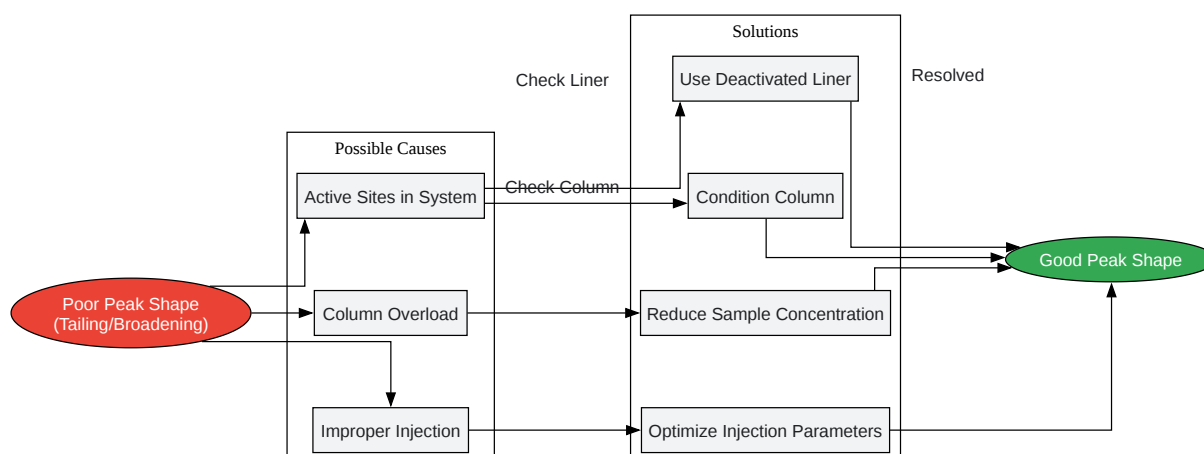 Solutions
Check Liner
Use Deactivated Liner
Resolved
Possible Causes
Active Sites in System
Check Column
Condition Column
Good Peak Shape
Poor Peak Shape
(Tailing/Broadening)
Column Overload
Reduce Sample Concentration
Improper Injection
Optimize Injection Parameters